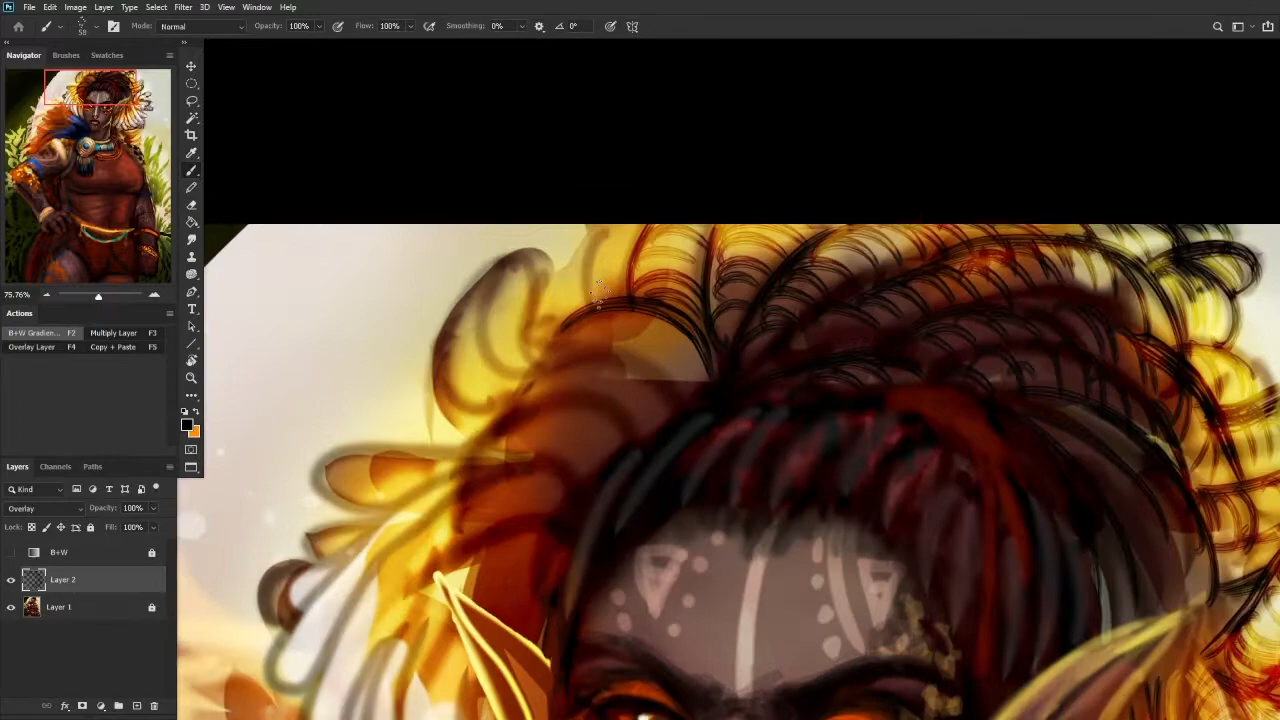 Ps File Edit Image Layer Type Select Filter 3D View Window Help
58 Mode: Normal Opacity: 100% Flow: 100% Smoothing: 0% 0°
Navigator Brushes Swatches
75.76%
Actions
B+W Gradien... F2 Multiply Layer F3
Overlay Layer F4 Copy + Paste F5
Layers Channels Paths
Kind
Overlay Opacity: 100%
Lock: Fill: 100%
B+W
Layer 2
Layer 1